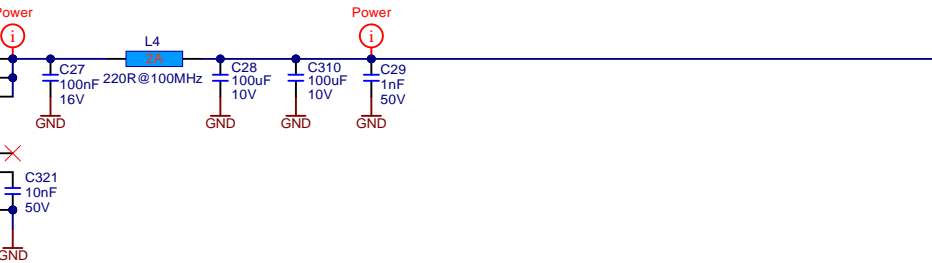 Power
Power
i
i
L4
2A
220R@100MHz
C27
100nF
16V
C28
100uF
10V
C310
100uF
10V
C29
1nF
50V
GND
GND
GND
GND
C321
10nF
50V
GND